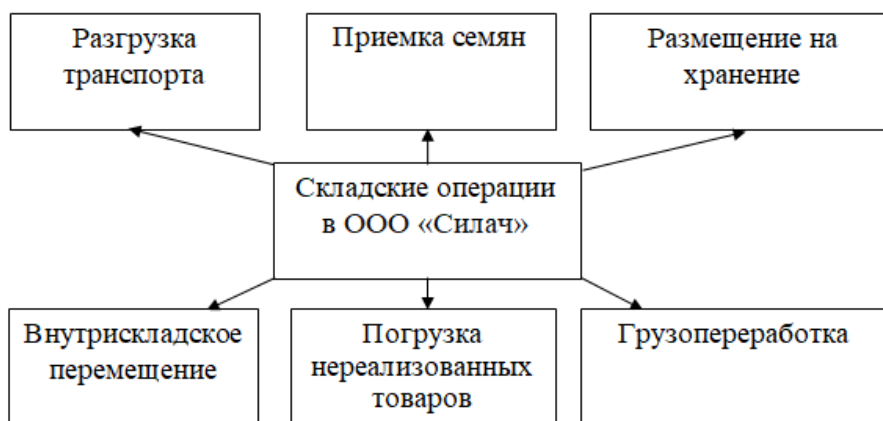 Разгрузка
транспорта
Приемка семян
Размещение на
хранение
Складские операции
в ООО «Силач»
Внутрискладское
перемещение
Погрузка
нереализованных
товаров
Грузопереработка